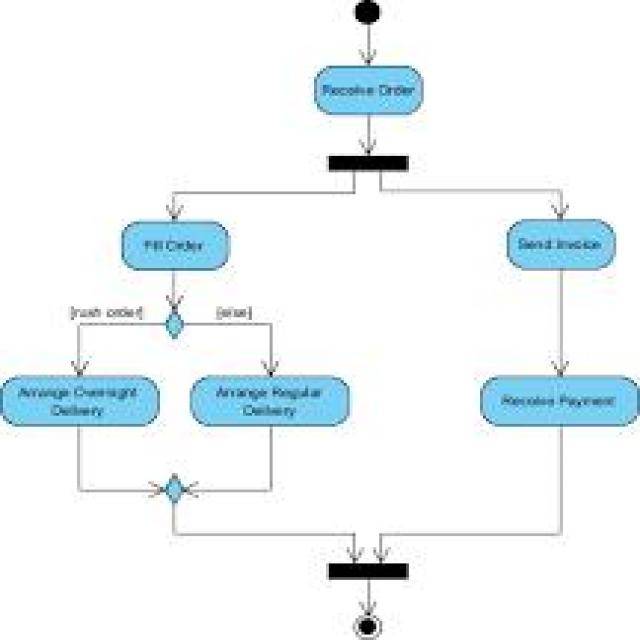 Receive Order
Fill Order
Send Invoice
[rush order]
[else]
Arrange Overnight
Delivery
Arrange Regular
Delivery
Receive Payment